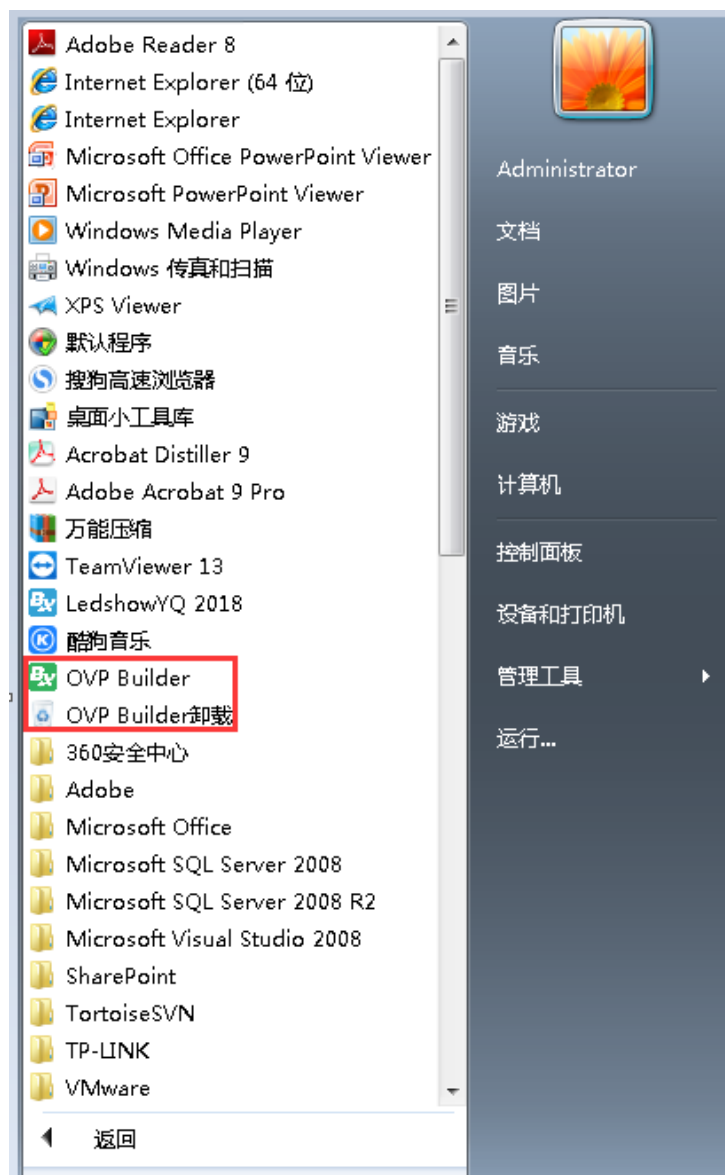 Adobe Reader 8
Internet Explorer (64 位)
Internet Explorer
Microsoft Office PowerPoint Viewer
Microsoft PowerPoint Viewer
Windows Media Player
Windows 传真和扫描
XPS Viewer
默认程序
搜狗高速浏览器
桌面小工具库
Acrobat Distiller 9
Adobe Acrobat 9 Pro
万能压缩
TeamViewer 13
LedshowYQ 2018
酷狗音乐
OVP Builder
OVP Builder卸载
360安全中心
Adobe
Microsoft Office
Microsoft SQL Server 2008
Microsoft SQL Server 2008 R2
Microsoft Visual Studio 2008
SharePoint
TortoiseSVN
TP-LINK
VMware
返回
Administrator
文档
图片
音乐
游戏
计算机
控制面板
设备和打印机
管理工具
运行...